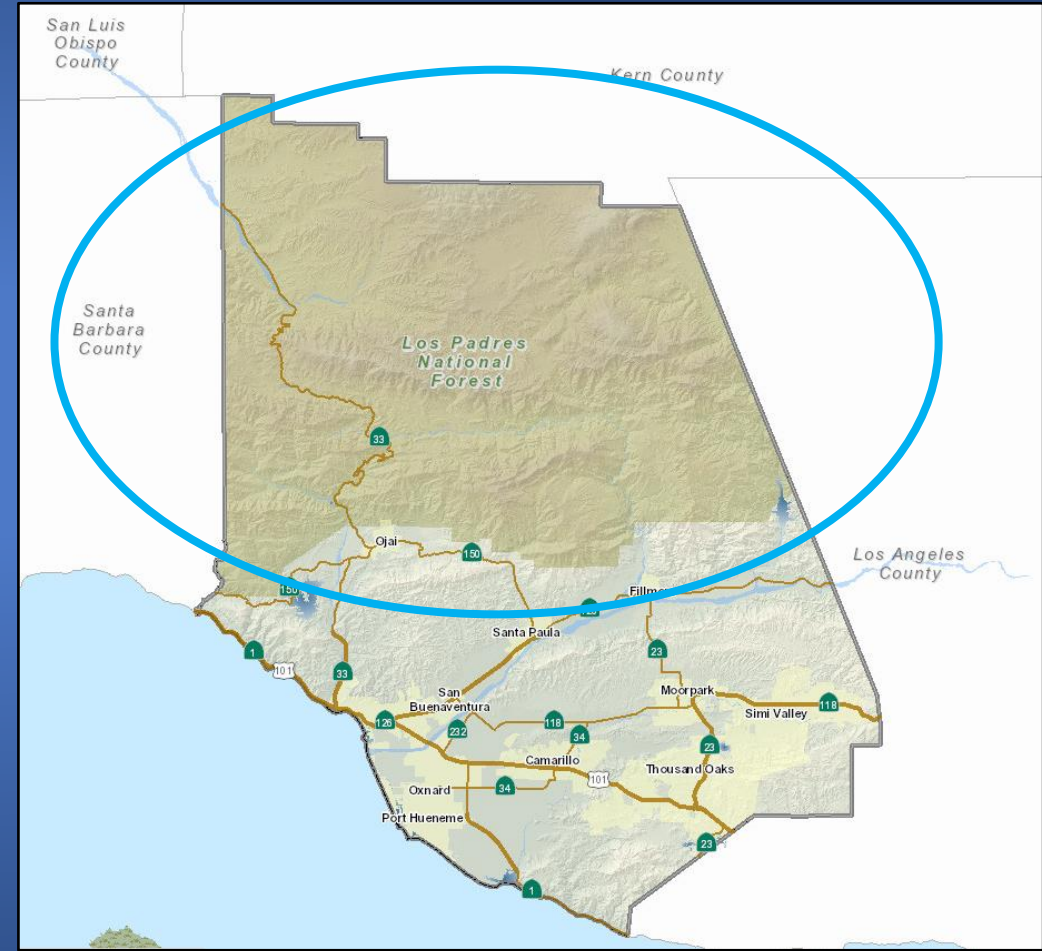 San Luis
Obispo
County
Kern County
Santa
Barbara
County
Los Padres
National
Forest
33
Ojai
150
Los Angeles
County
150
Fillmore
126
Santa Paula
1
101
33
23
San
Buenaventura
Moorpark
Simi Valley
118
126
232
118
34
23
Camarillo
Thousand Oaks
101
Oxnard
34
Port Hueneme
23
1